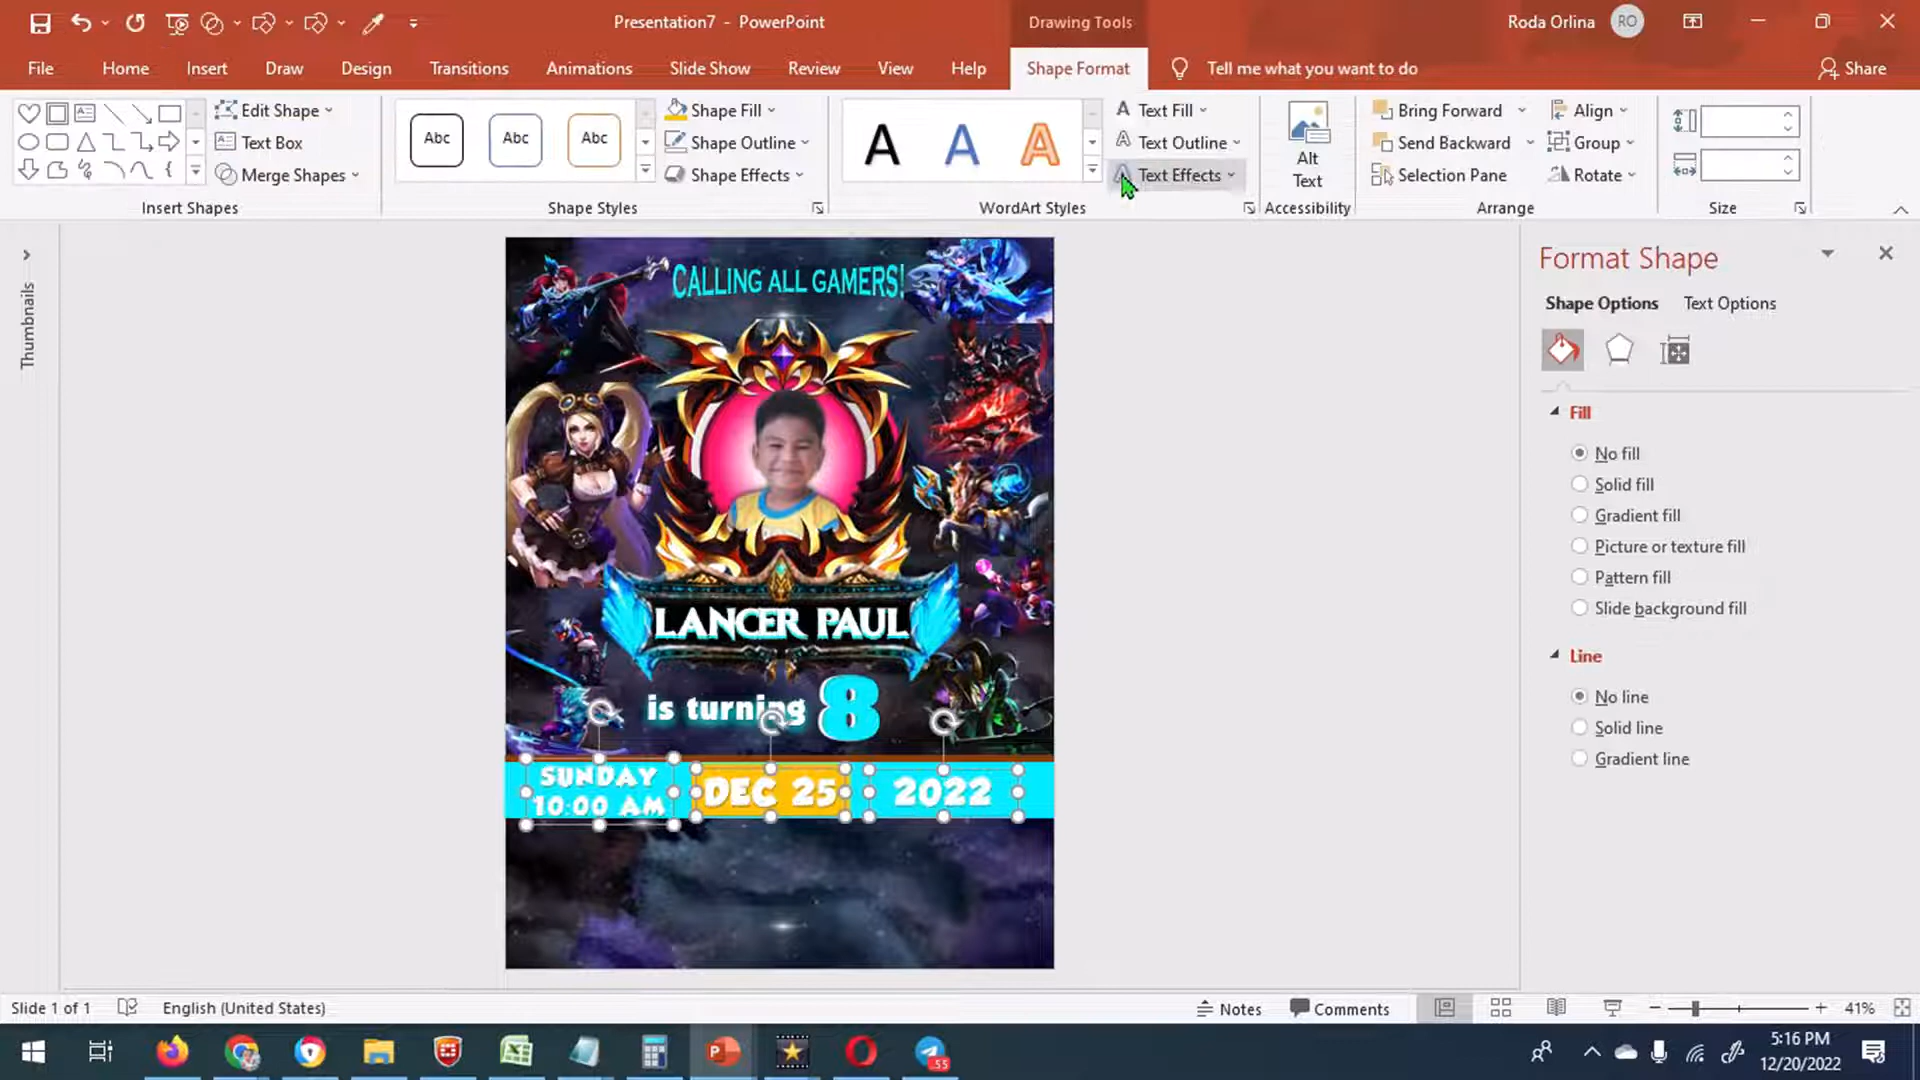 Presentation7 - PowerPoint
Drawing Tools
Roda Orlina
RO
File
Home
Insert
Draw
Design
Transitions
Animations
Slide Show
Review
View
Help
Shape Format
Tell me what you want to do
Share
Edit Shape
Text Box
Merge Shapes
Insert Shapes
Abc
Abc
Abc
Shape Fill
Shape Outline
Shape Effects
Shape Styles
A
A
A
Text Fill
Text Outline
Text Effects
WordArt Styles
Alt
Text
Accessibility
Bring Forward
Send Backward
Selection Pane
Align
Group
Rotate
Arrange
Size
Thumbnails
CALLING ALL GAMERS!
LANCER PAUL
is turning 8
SUNDAY
10:00 AM
DEC 25
2022
Format Shape
Shape Options
Text Options
Fill
No fill
Solid fill
Gradient fill
Picture or texture fill
Pattern fill
Slide background fill
Line
No line
Solid line
Gradient line
Slide 1 of 1
English (United States)
Notes
Comments
41%
55
5:16 PM
12/20/2022